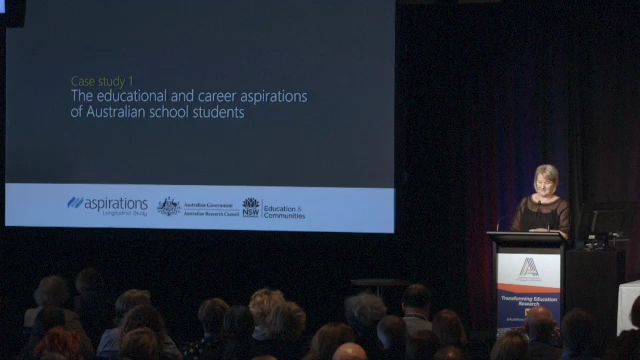 Case study 1
The educational and career aspirations
of Australian school students
aspirations
Longitudinal Study
Australian Government
Australian Research Council
NSW
Education &
Communities
Transforming Education
Research